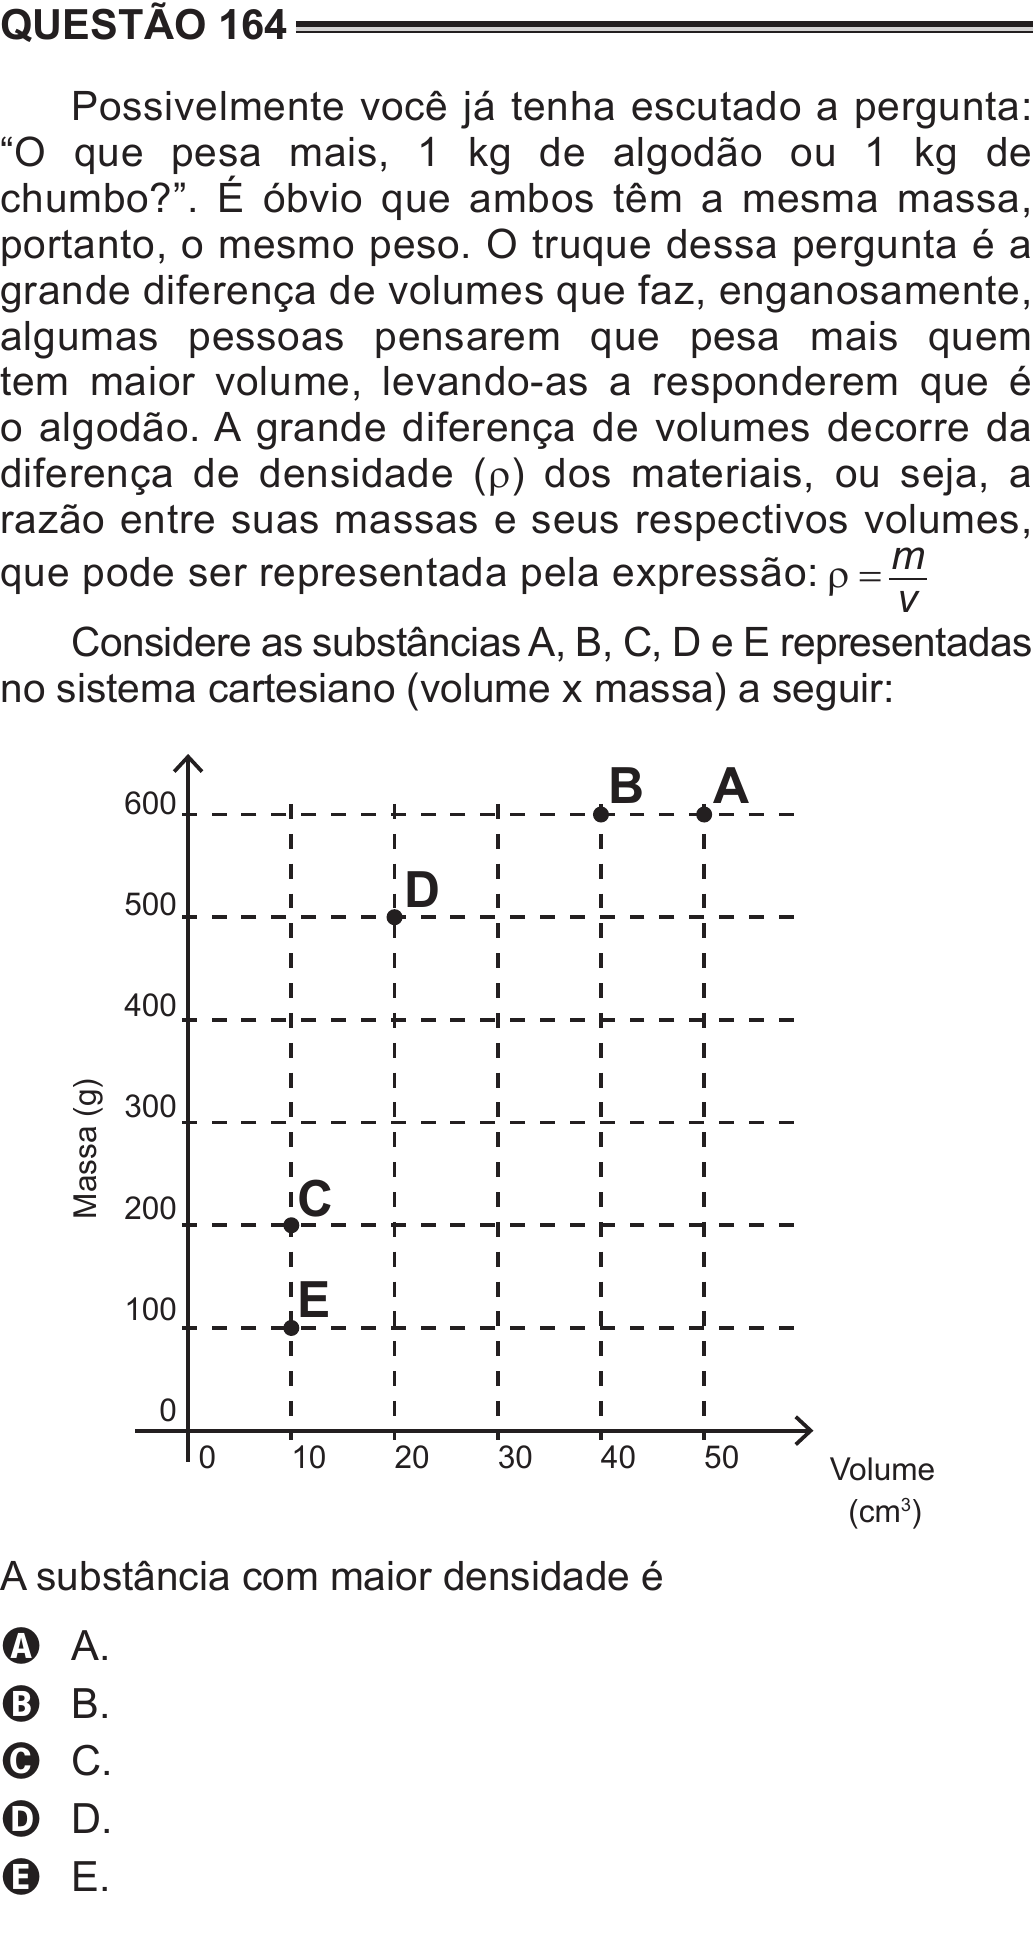 QUESTÃO 164
Possivelmente você já tenha escutado a pergunta:
“O que pesa mais, 1 kg de algodão ou 1 kg de
chumbo?”. É óbvio que ambos têm a mesma massa,
portanto, o mesmo peso. O truque dessa pergunta é a
grande diferença de volumes que faz, enganosamente,
algumas pessoas pensarem que pesa mais quem
tem maior volume, levando-as a responderem que é
o algodão. A grande diferença de volumes decorre da
diferença de densidade (ρ) dos materiais, ou seja, a
razão entre suas massas e seus respectivos volumes,
que pode ser representada pela expressão: ρ = m/v
Considere as substâncias A, B, C, D e E representadas
no sistema cartesiano (volume x massa) a seguir:
B A
600
D
500
400
Massa (g)
300
C
200
E
100
0
0 10 20 30 40 50
Volume
(cm³)
A substância com maior densidade é
A A.
B B.
C C.
D D.
E E.